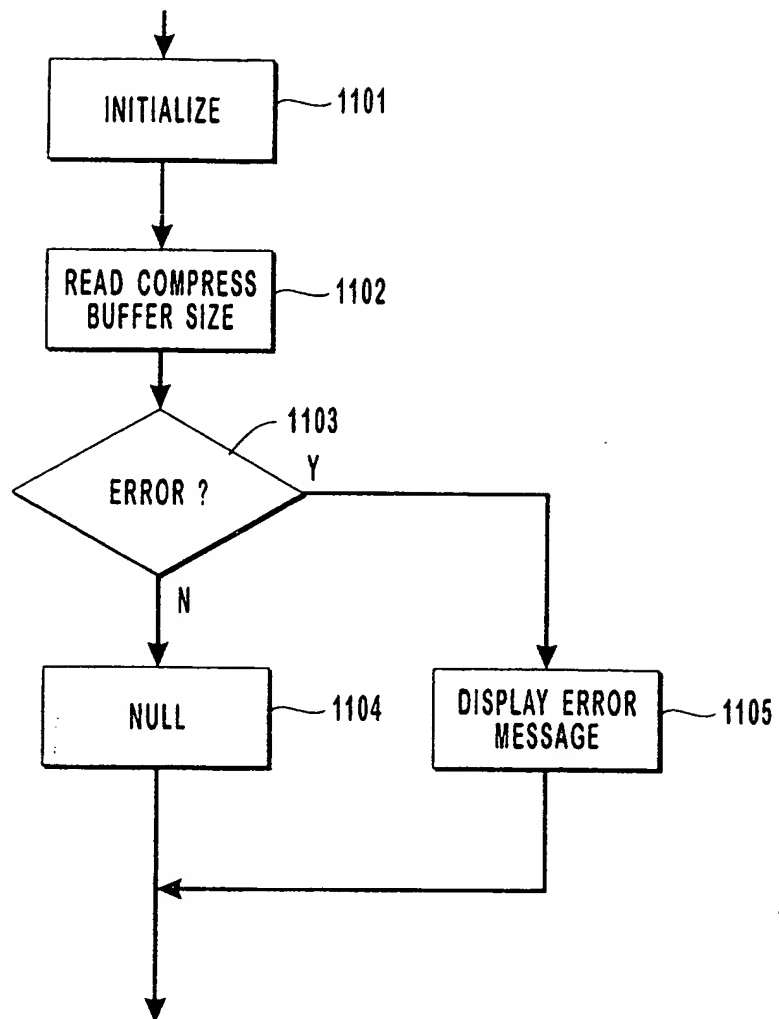 INITIALIZE
1101
READ COMPRESS
BUFFER SIZE
1102
1103
ERROR ?
Y
N
NULL
1104
DISPLAY ERROR
MESSAGE
1105